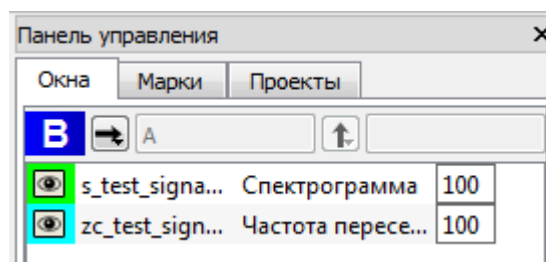 Панель управления
Окна Марки Проекты
B A
s_test_signa... Спектрограмма 100
zc_test_sign... Частота пересе... 100